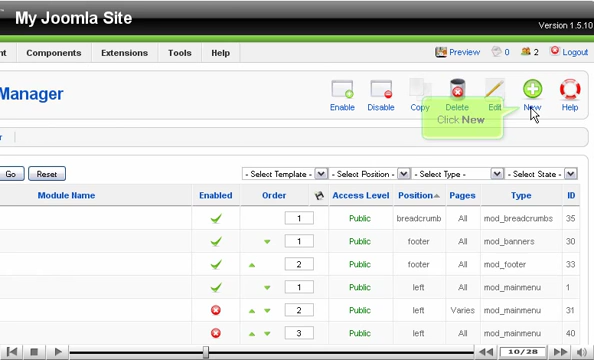 My Joomla Site
Version 1.5.10
nt Components Extensions Tools Help Preview 0 2 Logout
Manager
Enable Disable Copy Delete Edit New Help
Click New
r
Go Reset - Select Template - - Select Position - - Select Type - - Select State -
Module Name Enabled Order Access Level Position Pages Type ID
1 Public breadcrumb All mod_breadcrumbs 35
1 Public footer All mod_banners 30
2 Public footer All mod_footer 33
1 Public left All mod_mainmenu 1
2 Public left Varies mod_mainmenu 31
3 Public left All mod_mainmenu 40
10/28